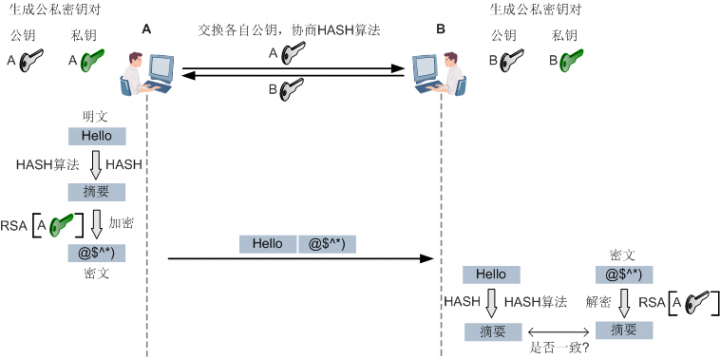 生成公私密钥对
A
交换各自公钥，协商HASH算法
B
生成公私密钥对
公钥
私钥
公钥
私钥
A
A
A
B
B
B
明文
Hello
HASH算法
HASH
摘要
RSA[A]
加密
@$^*)
密文
Hello
@$^*)
密文
Hello
@$^*)
HASH
HASH算法
解密
RSA[A]
摘要
摘要
是否一致?